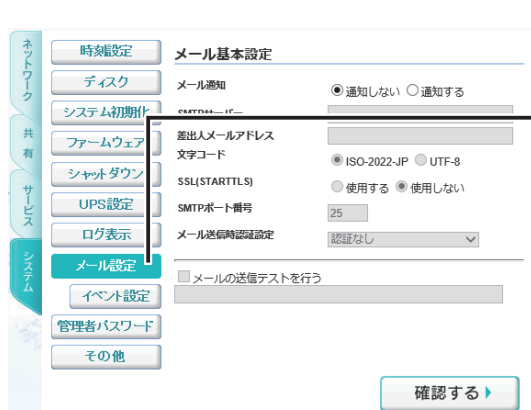 ネットワーク
共有
サービス
システム
時刻設定
ディスク
システム初期化
ファームウェア
シャットダウン
UPS設定
ログ表示
メール設定
イベント設定
管理者パスワード
その他
メール基本設定
メール通知 通知しない 通知する
SMTPサーバー
差出人メールアドレス
文字コード ISO-2022-JP UTF-8
SSL(STARTTLS) 使用する 使用しない
SMTPポート番号 25
メール送信時認証設定 認証なし
メールの送信テストを行う
確認する